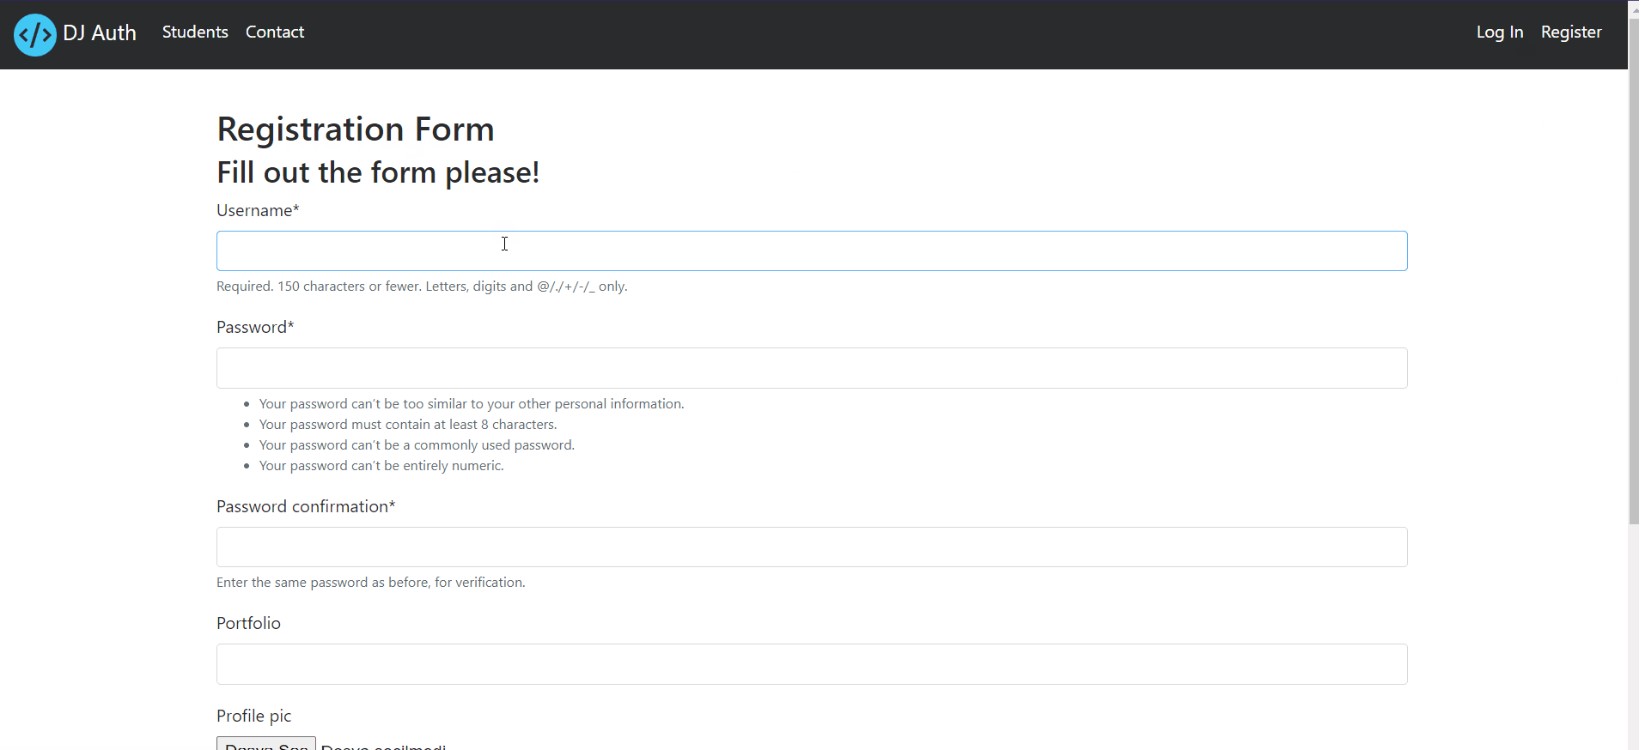 </> DJ Auth Students Contact Log In Register
Registration Form
Fill out the form please!
Username*
Required. 150 characters or fewer. Letters, digits and @/./+/-/_ only.
Password*
• Your password can't be too similar to your other personal information.
• Your password must contain at least 8 characters.
• Your password can't be a commonly used password.
• Your password can't be entirely numeric.
Password confirmation*
Enter the same password as before, for verification.
Portfolio
Profile pic